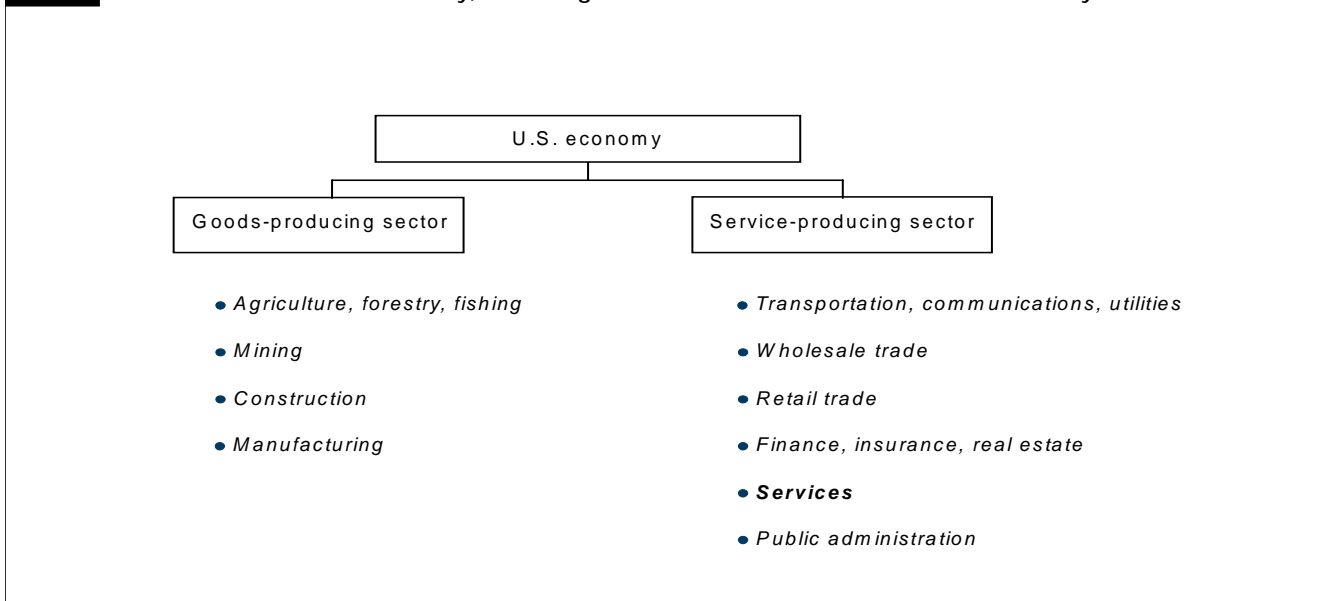 U.S. economy
Goods-producing sector
Service-producing sector
Agriculture, forestry, fishing
Mining
Construction
Manufacturing
Transportation, communications, utilities
Wholesale trade
Retail trade
Finance, insurance, real estate
Services
Public administration